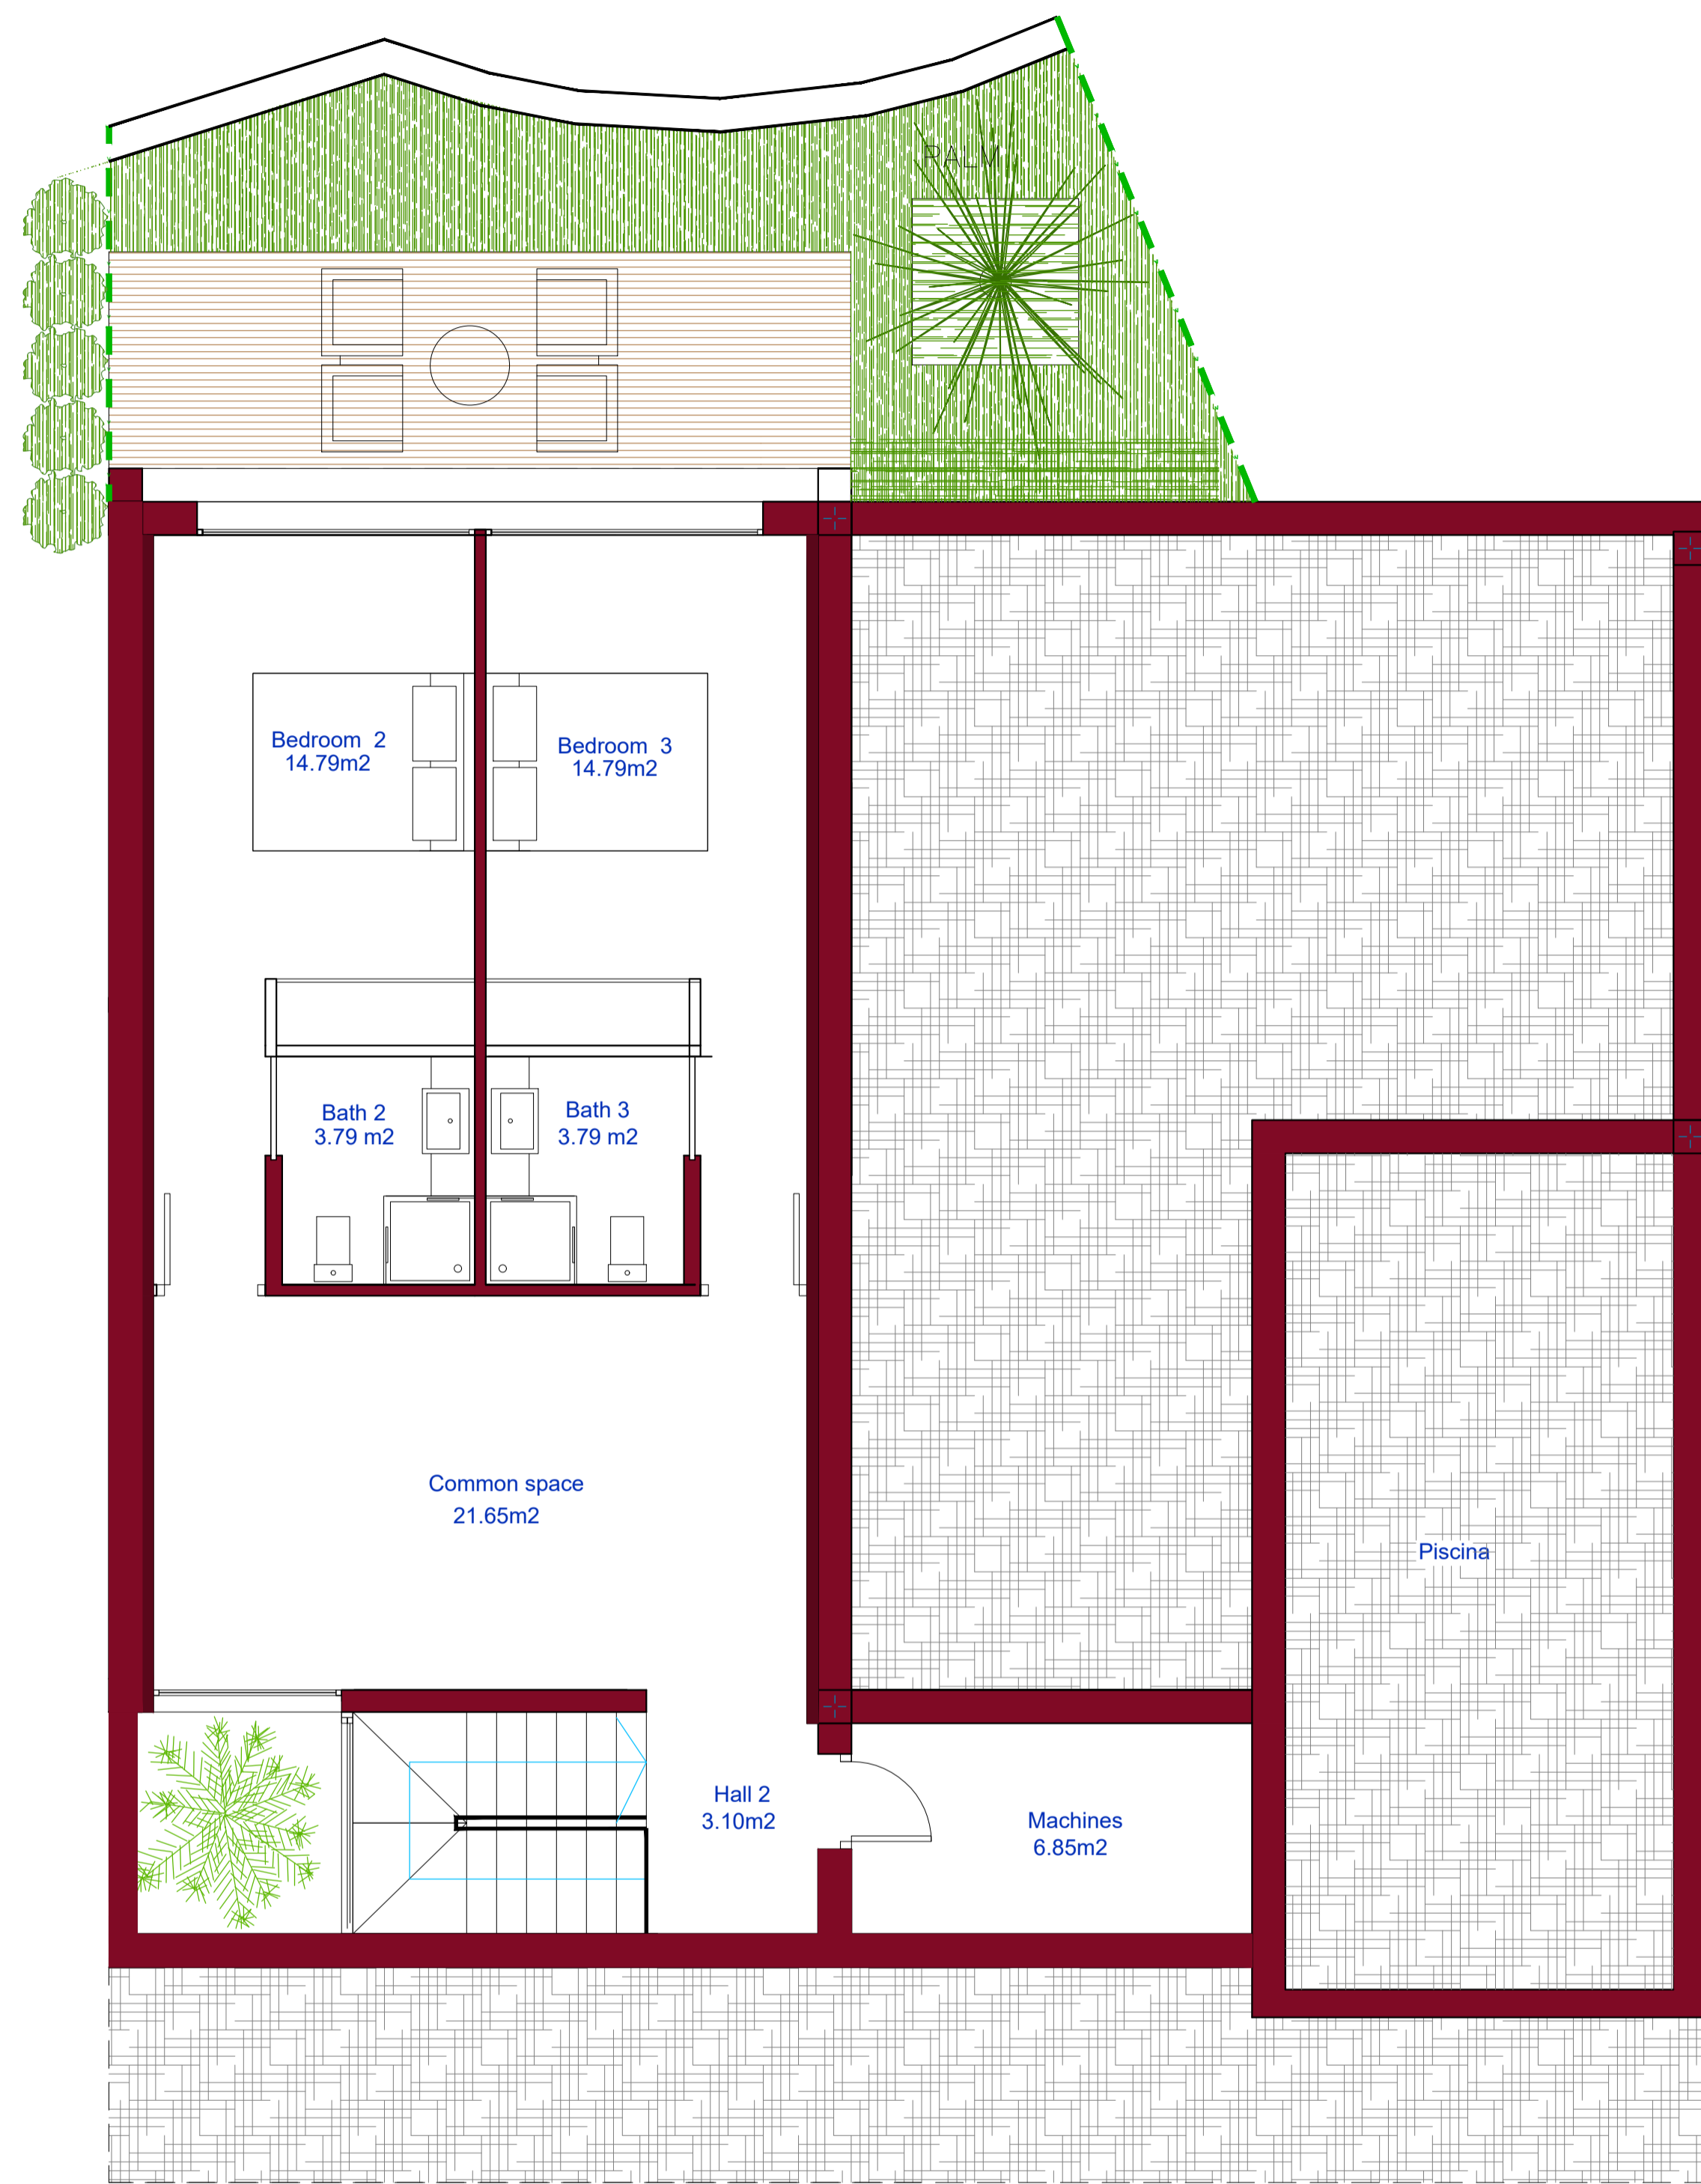 PALM
Bedroom 2
14.79m2
Bedroom 3
14.79m2
Bath 2
3.79 m2
Bath 3
3.79 m2
Common space
21.65m2
Piscina
Hall 2
3.10m2
Machines
6.85m2